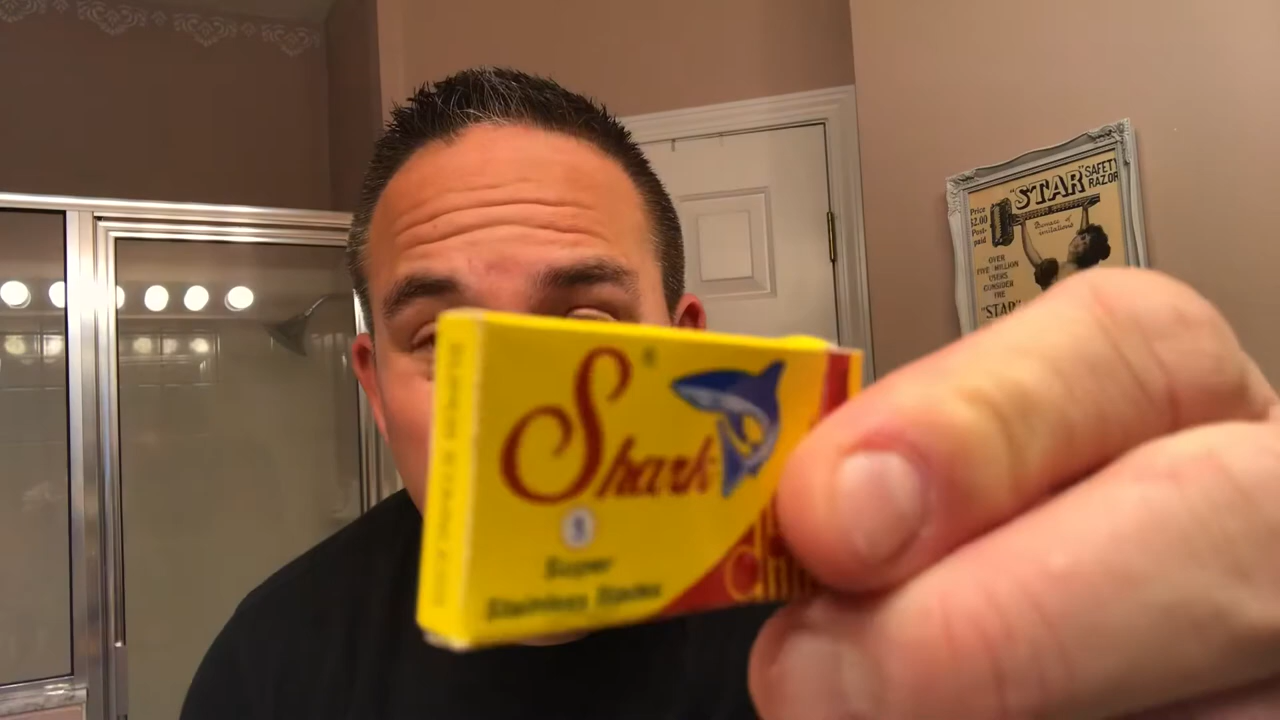 "STAR" SAFETY
RAZOR
Price
$2.00
Post-
paid
Beware of
imitations
OVER
FIVE MILLION
USERS
CONSIDER
THE
"STAR"
Shark
Super
Stainless Blades